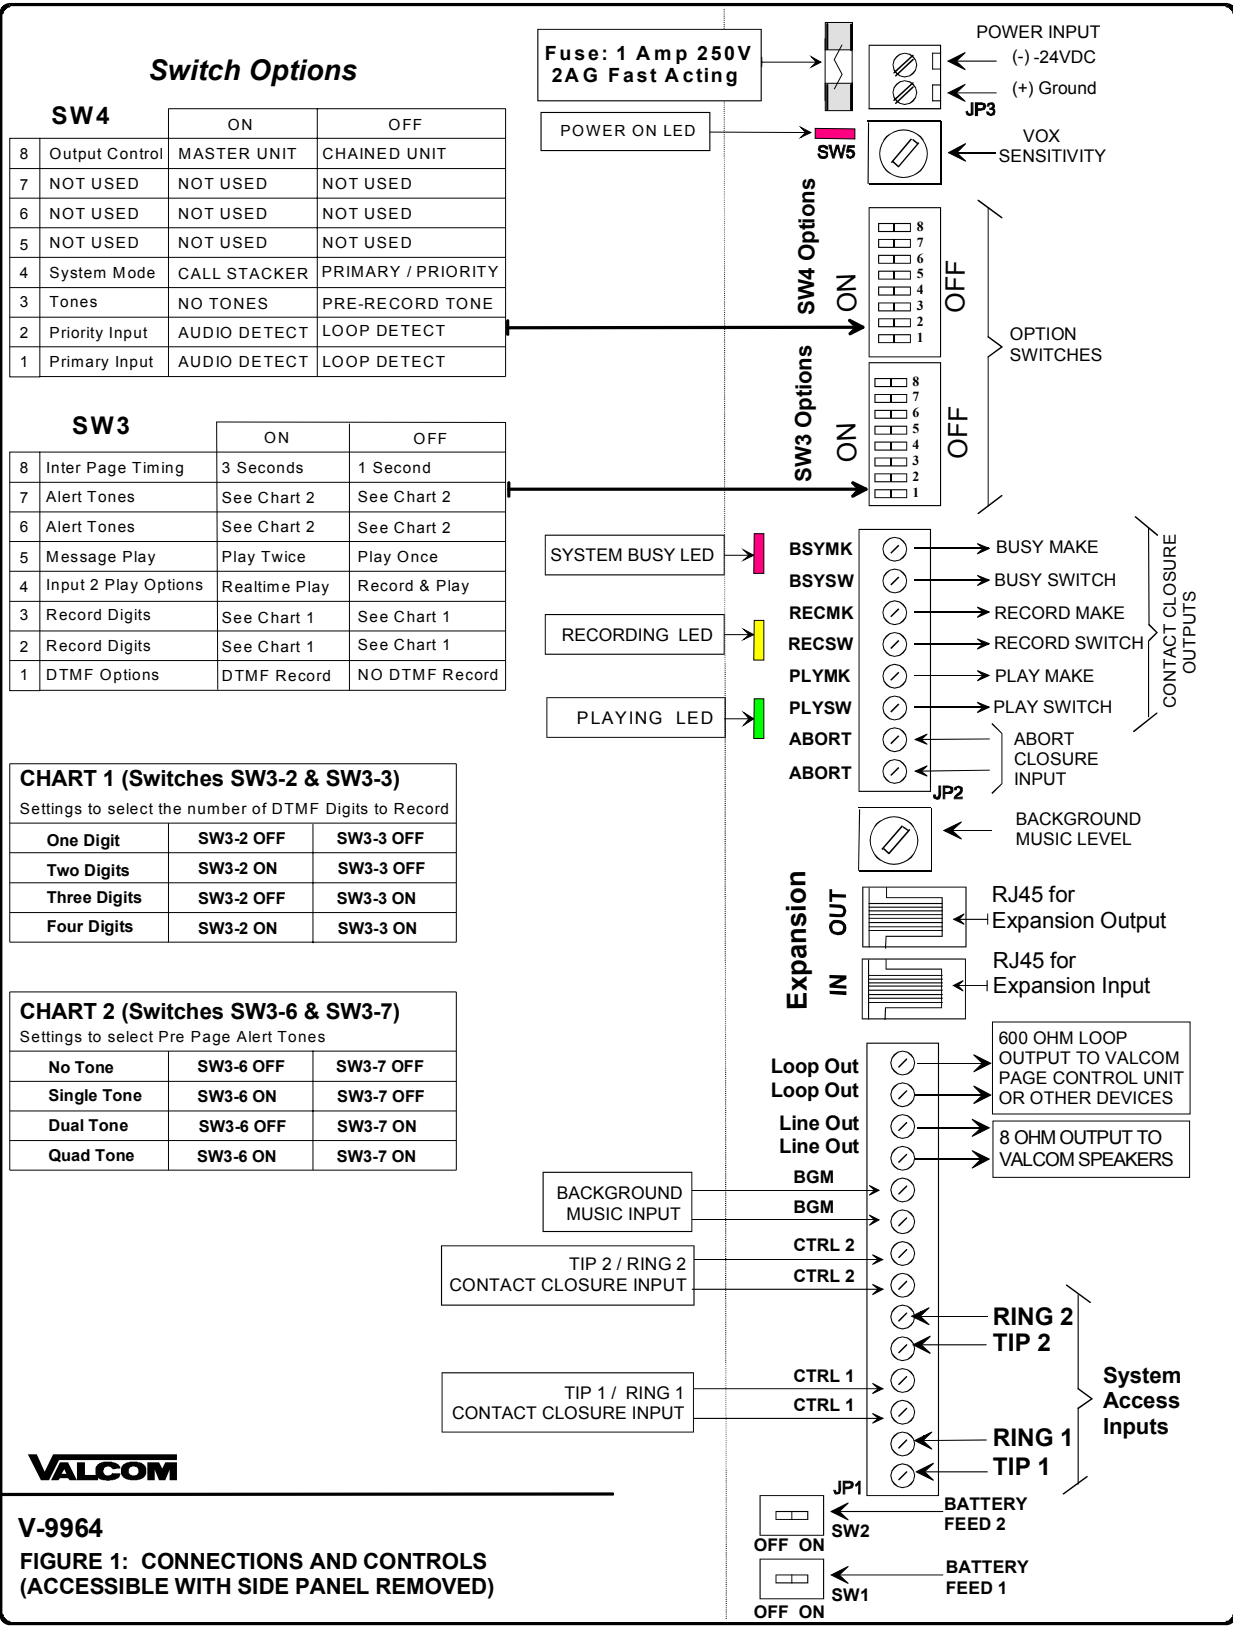 Switch Options
SW4
ON OFF
8 Output Control MASTER UNIT CHAINED UNIT
7 NOT USED NOT USED NOT USED
6 NOT USED NOT USED NOT USED
5 NOT USED NOT USED NOT USED
4 System Mode CALL STACKER PRIMARY / PRIORITY
3 Tones NO TONES PRE-RECORD TONE
2 Priority Input AUDIO DETECT LOOP DETECT
1 Primary Input AUDIO DETECT LOOP DETECT
SW3
ON OFF
8 Inter Page Timing 3 Seconds 1 Second
7 Alert Tones See Chart 2 See Chart 2
6 Alert Tones See Chart 2 See Chart 2
5 Message Play Play Twice Play Once
4 Input 2 Play Options Realtime Play Record & Play
3 Record Digits See Chart 1 See Chart 1
2 Record Digits See Chart 1 See Chart 1
1 DTMF Options DTMF Record NO DTMF Record
CHART 1 (Switches SW3-2 & SW3-3)
Settings to select the number of DTMF Digits to Record
One Digit SW3-2 OFF SW3-3 OFF
Two Digits SW3-2 ON SW3-3 OFF
Three Digits SW3-2 OFF SW3-3 ON
Four Digits SW3-2 ON SW3-3 ON
CHART 2 (Switches SW3-6 & SW3-7)
Settings to select Pre Page Alert Tones
No Tone SW3-6 OFF SW3-7 OFF
Single Tone SW3-6 ON SW3-7 OFF
Dual Tone SW3-6 OFF SW3-7 ON
Quad Tone SW3-6 ON SW3-7 ON
Fuse: 1 Amp 250V
2AG Fast Acting
POWER INPUT
(-) -24VDC
(+) Ground
JP3
POWER ON LED
SW5
VOX
SENSITIVITY
SW4 Options
ON
8
7
6
5
4
3
2
1
OFF
SW3 Options
ON
8
7
6
5
4
3
2
1
OFF
OPTION
SWITCHES
SYSTEM BUSY LED
RECORDING LED
PLAYING LED
BSYMK BUSY MAKE
BSYSW BUSY SWITCH
RECMK RECORD MAKE
RECSW RECORD SWITCH
PLYMK PLAY MAKE
PLYSW PLAY SWITCH
ABORT
ABORT
CONTACT CLOSURE
OUTPUTS
ABORT
CLOSURE
INPUT
JP2
BACKGROUND
MUSIC LEVEL
Expansion
OUT
IN
RJ45 for
Expansion Output
RJ45 for
Expansion Input
Loop Out
Loop Out
Line Out
Line Out
BGM
BGM
CTRL 2
CTRL 2
CTRL 1
CTRL 1
600 OHM LOOP
OUTPUT TO VALCOM
PAGE CONTROL UNIT
OR OTHER DEVICES
8 OHM OUTPUT TO
VALCOM SPEAKERS
BACKGROUND
MUSIC INPUT
TIP 2 / RING 2
CONTACT CLOSURE INPUT
RING 2
TIP 2
TIP 1 / RING 1
CONTACT CLOSURE INPUT
RING 1
TIP 1
System
Access
Inputs
JP1
BATTERY
FEED 2
SW2
OFF ON
BATTERY
FEED 1
SW1
OFF ON
VALCOM
V-9964
FIGURE 1: CONNECTIONS AND CONTROLS
(ACCESSIBLE WITH SIDE PANEL REMOVED)